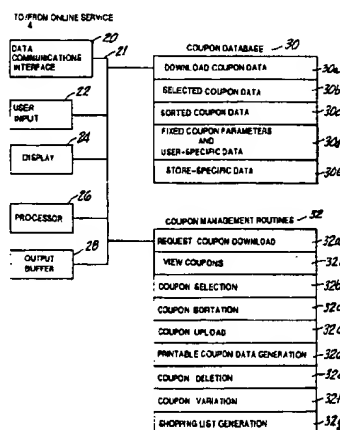 TO/FROM ONLINE SERVICE
4
20
21
DATA
COMMUNICATIONS
INTERFACE
22
USER
INPUT
24
DISPLAY
26
PROCESSOR
28
OUTPUT
BUFFER
COUPON DATABASE 30
DOWNLOAD COUPON DATA 30a
SELECTED COUPON DATA 30b
SORTED COUPON DATA 30c
FIXED COUPON PARAMETERS
AND
USER-SPECIFIC DATA 30d
STORE-SPECIFIC DATA 30e
COUPON MANAGEMENT ROUTINES 32
REQUEST COUPON DOWNLOAD 32a
VIEW COUPONS
COUPON SELECTION 32b
COUPON SORTATION 32c
COUPON UPLOAD
PRINTABLE COUPON DATA GENERATION
COUPON DELETION
COUPON VARIATION
SHOPPING LIST GENERATION 32g